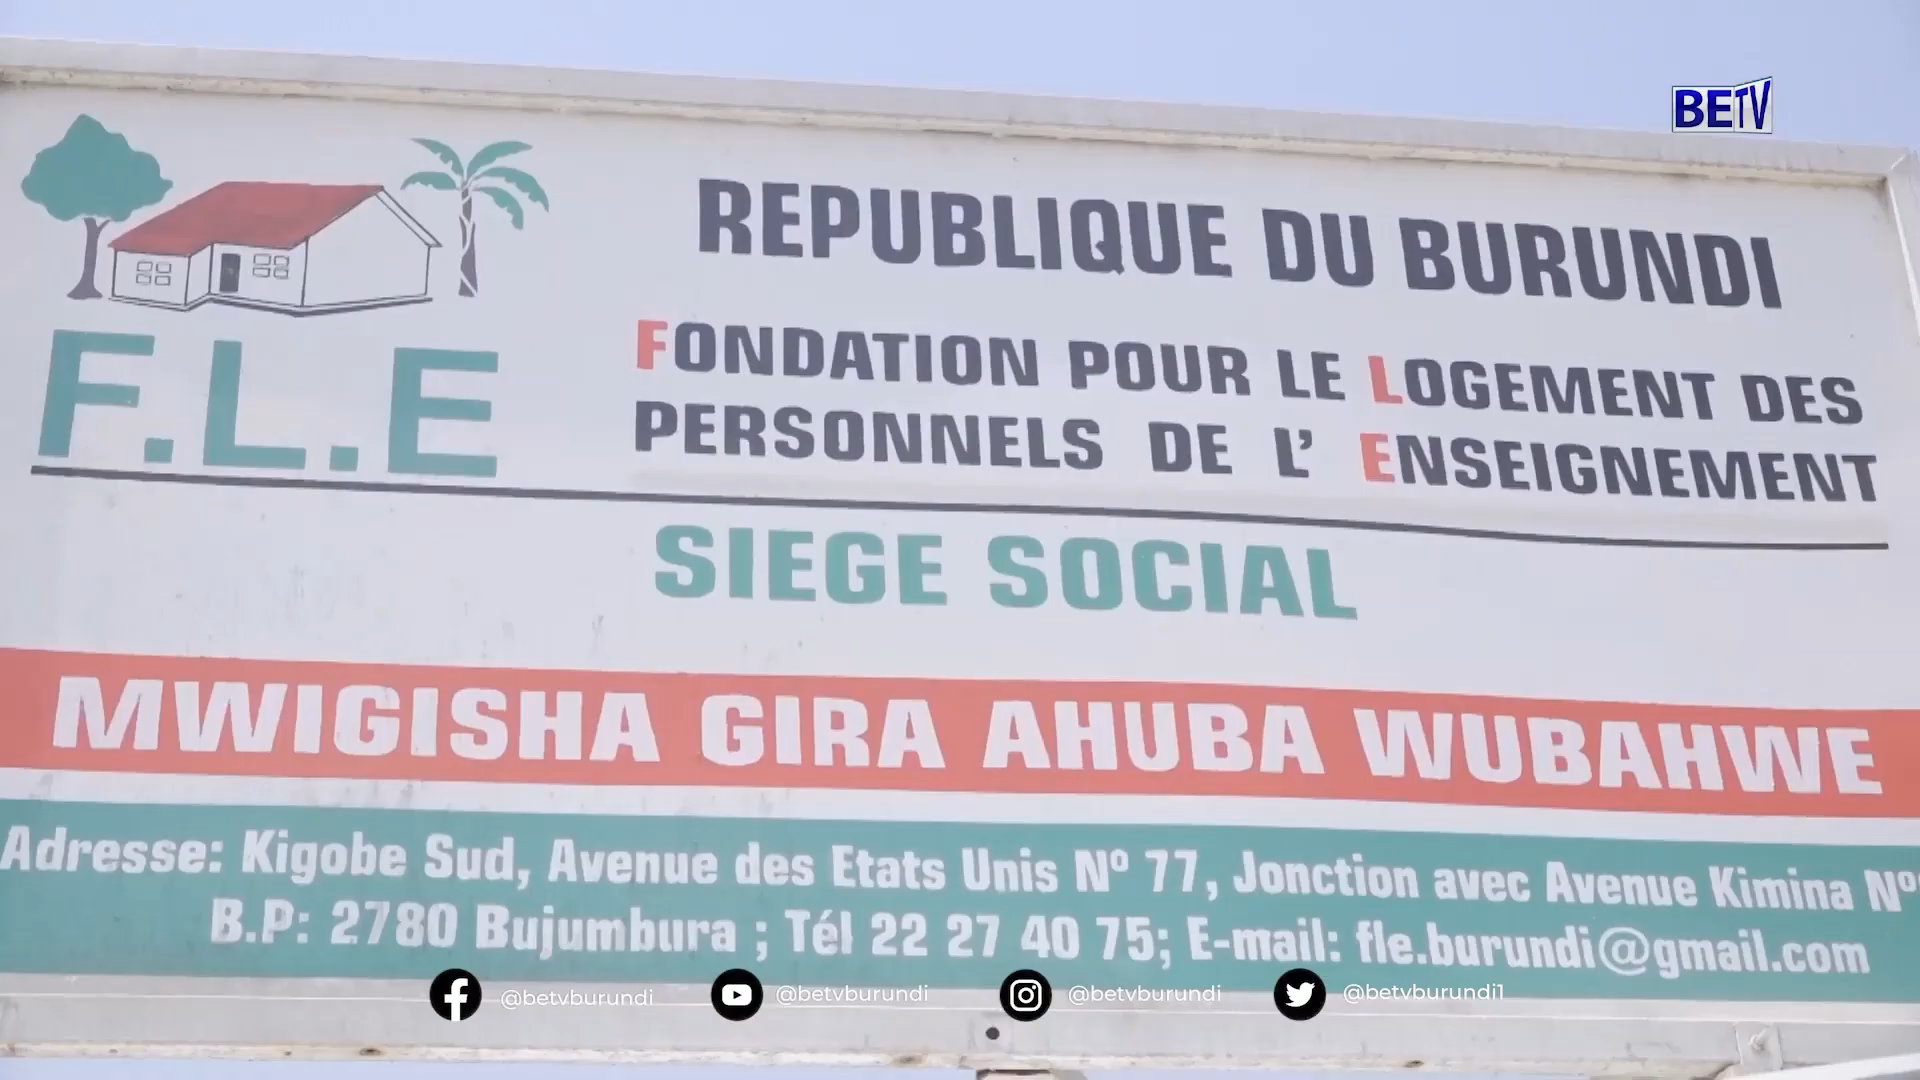 BETV
REPUBLIQUE DU BURUNDI
F.L.E
FONDATION POUR LE LOGEMENT DES
PERSONNELS DE L' ENSEIGNEMENT
SIEGE SOCIAL
MWIGISHA GIRA AHUBA WUBAHWE
Adresse: Kigobe Sud, Avenue des Etats Unis Nº 77, Jonction avec Avenue Kimina Nº
B.P: 2780 Bujumbura ; Tél 22 27 40 75; E-mail: fle.burundi@gmail.com
@betvburundi @betvburundi @betvburundi @betvburundi1